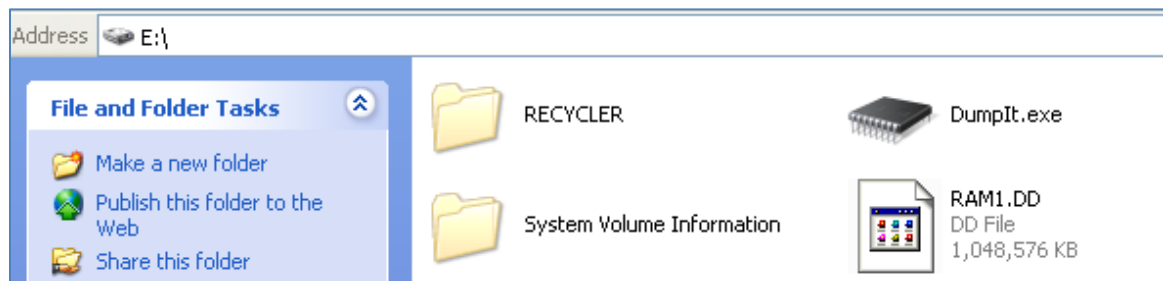 Address E:\
File and Folder Tasks
Make a new folder
Publish this folder to the
Web
Share this folder
RECYCLER
DumpIt.exe
System Volume Information
RAM1.DD
DD File
1,048,576 KB